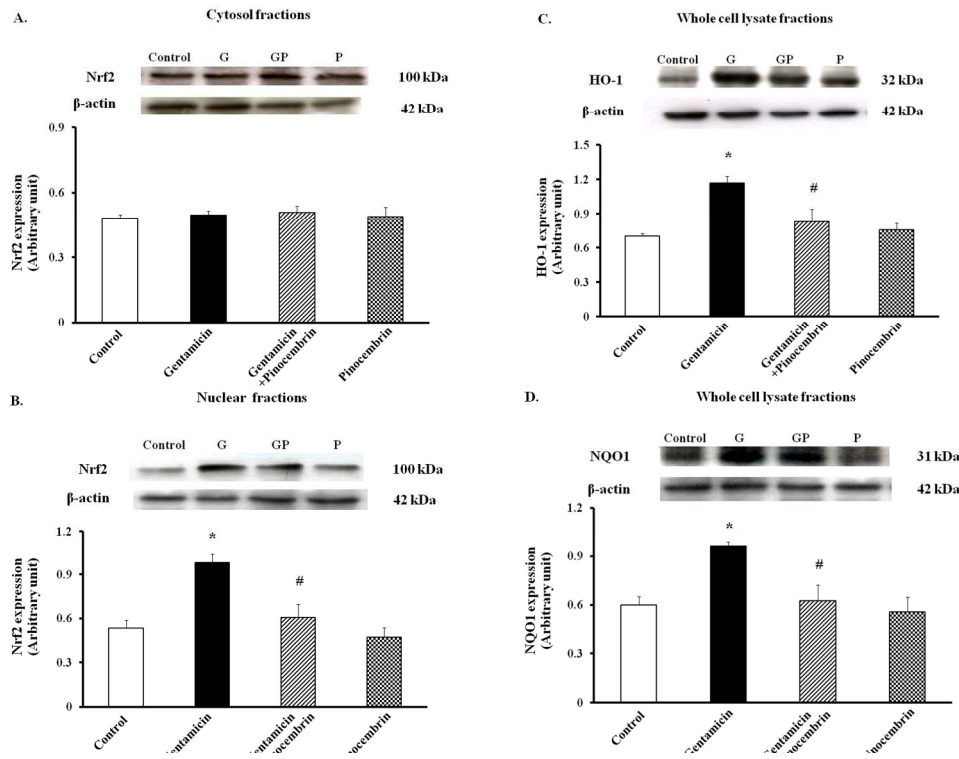 A.
Cytosol fractions
Control G GP P
Nrf2 100 kDa
β-actin 42 kDa
0.9
0.6
0.3
0
Nrf2 expression
(Arbitrary unit)
Control
Gentamicin
Gentamicin
+Pinocembrin
Pinocembrin
B.
Nuclear fractions
Control G GP P
Nrf2 100 kDa
β-actin 42 kDa
1.2
0.9
0.6
0.3
0
Nrf2 expression
(Arbitrary unit)
*
#
Control
C.
Whole cell lysate fractions
Control G GP P
HO-1 32 kDa
β-actin 42 kDa
1.5
1.2
0.9
0.6
0.3
0
HO-1 expression
(Arbitrary unit)
*
#
Control
Gentamicin
Gentamicin
+Pinocembrin
Pinocembrin
D.
Whole cell lysate fractions
Control G GP P
NQO1 31 kDa
β-actin 42 kDa
1.2
0.9
0.6
0.3
0
NQO1 expression
(Arbitrary unit)
*
#
Control
Gentamicin
Gentamicin